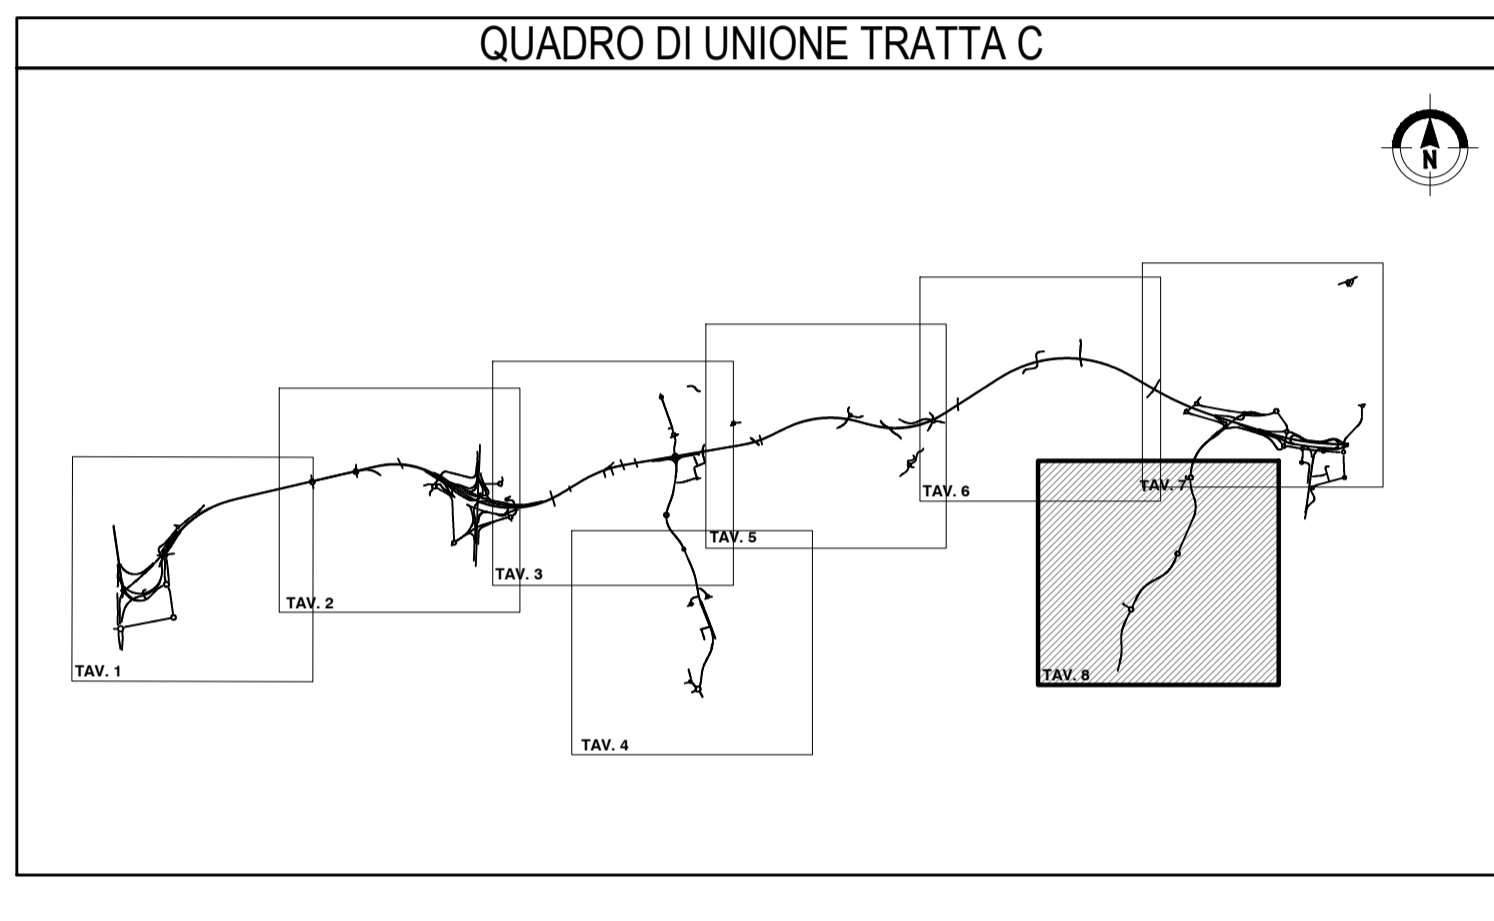 QUADRO DI UNIONE TRATTA C
N
TAV. 7
TAV. 6
TAV. 5
TAV. 3
TAV. 2
TAV. 1
TAV. 8
TAV. 4